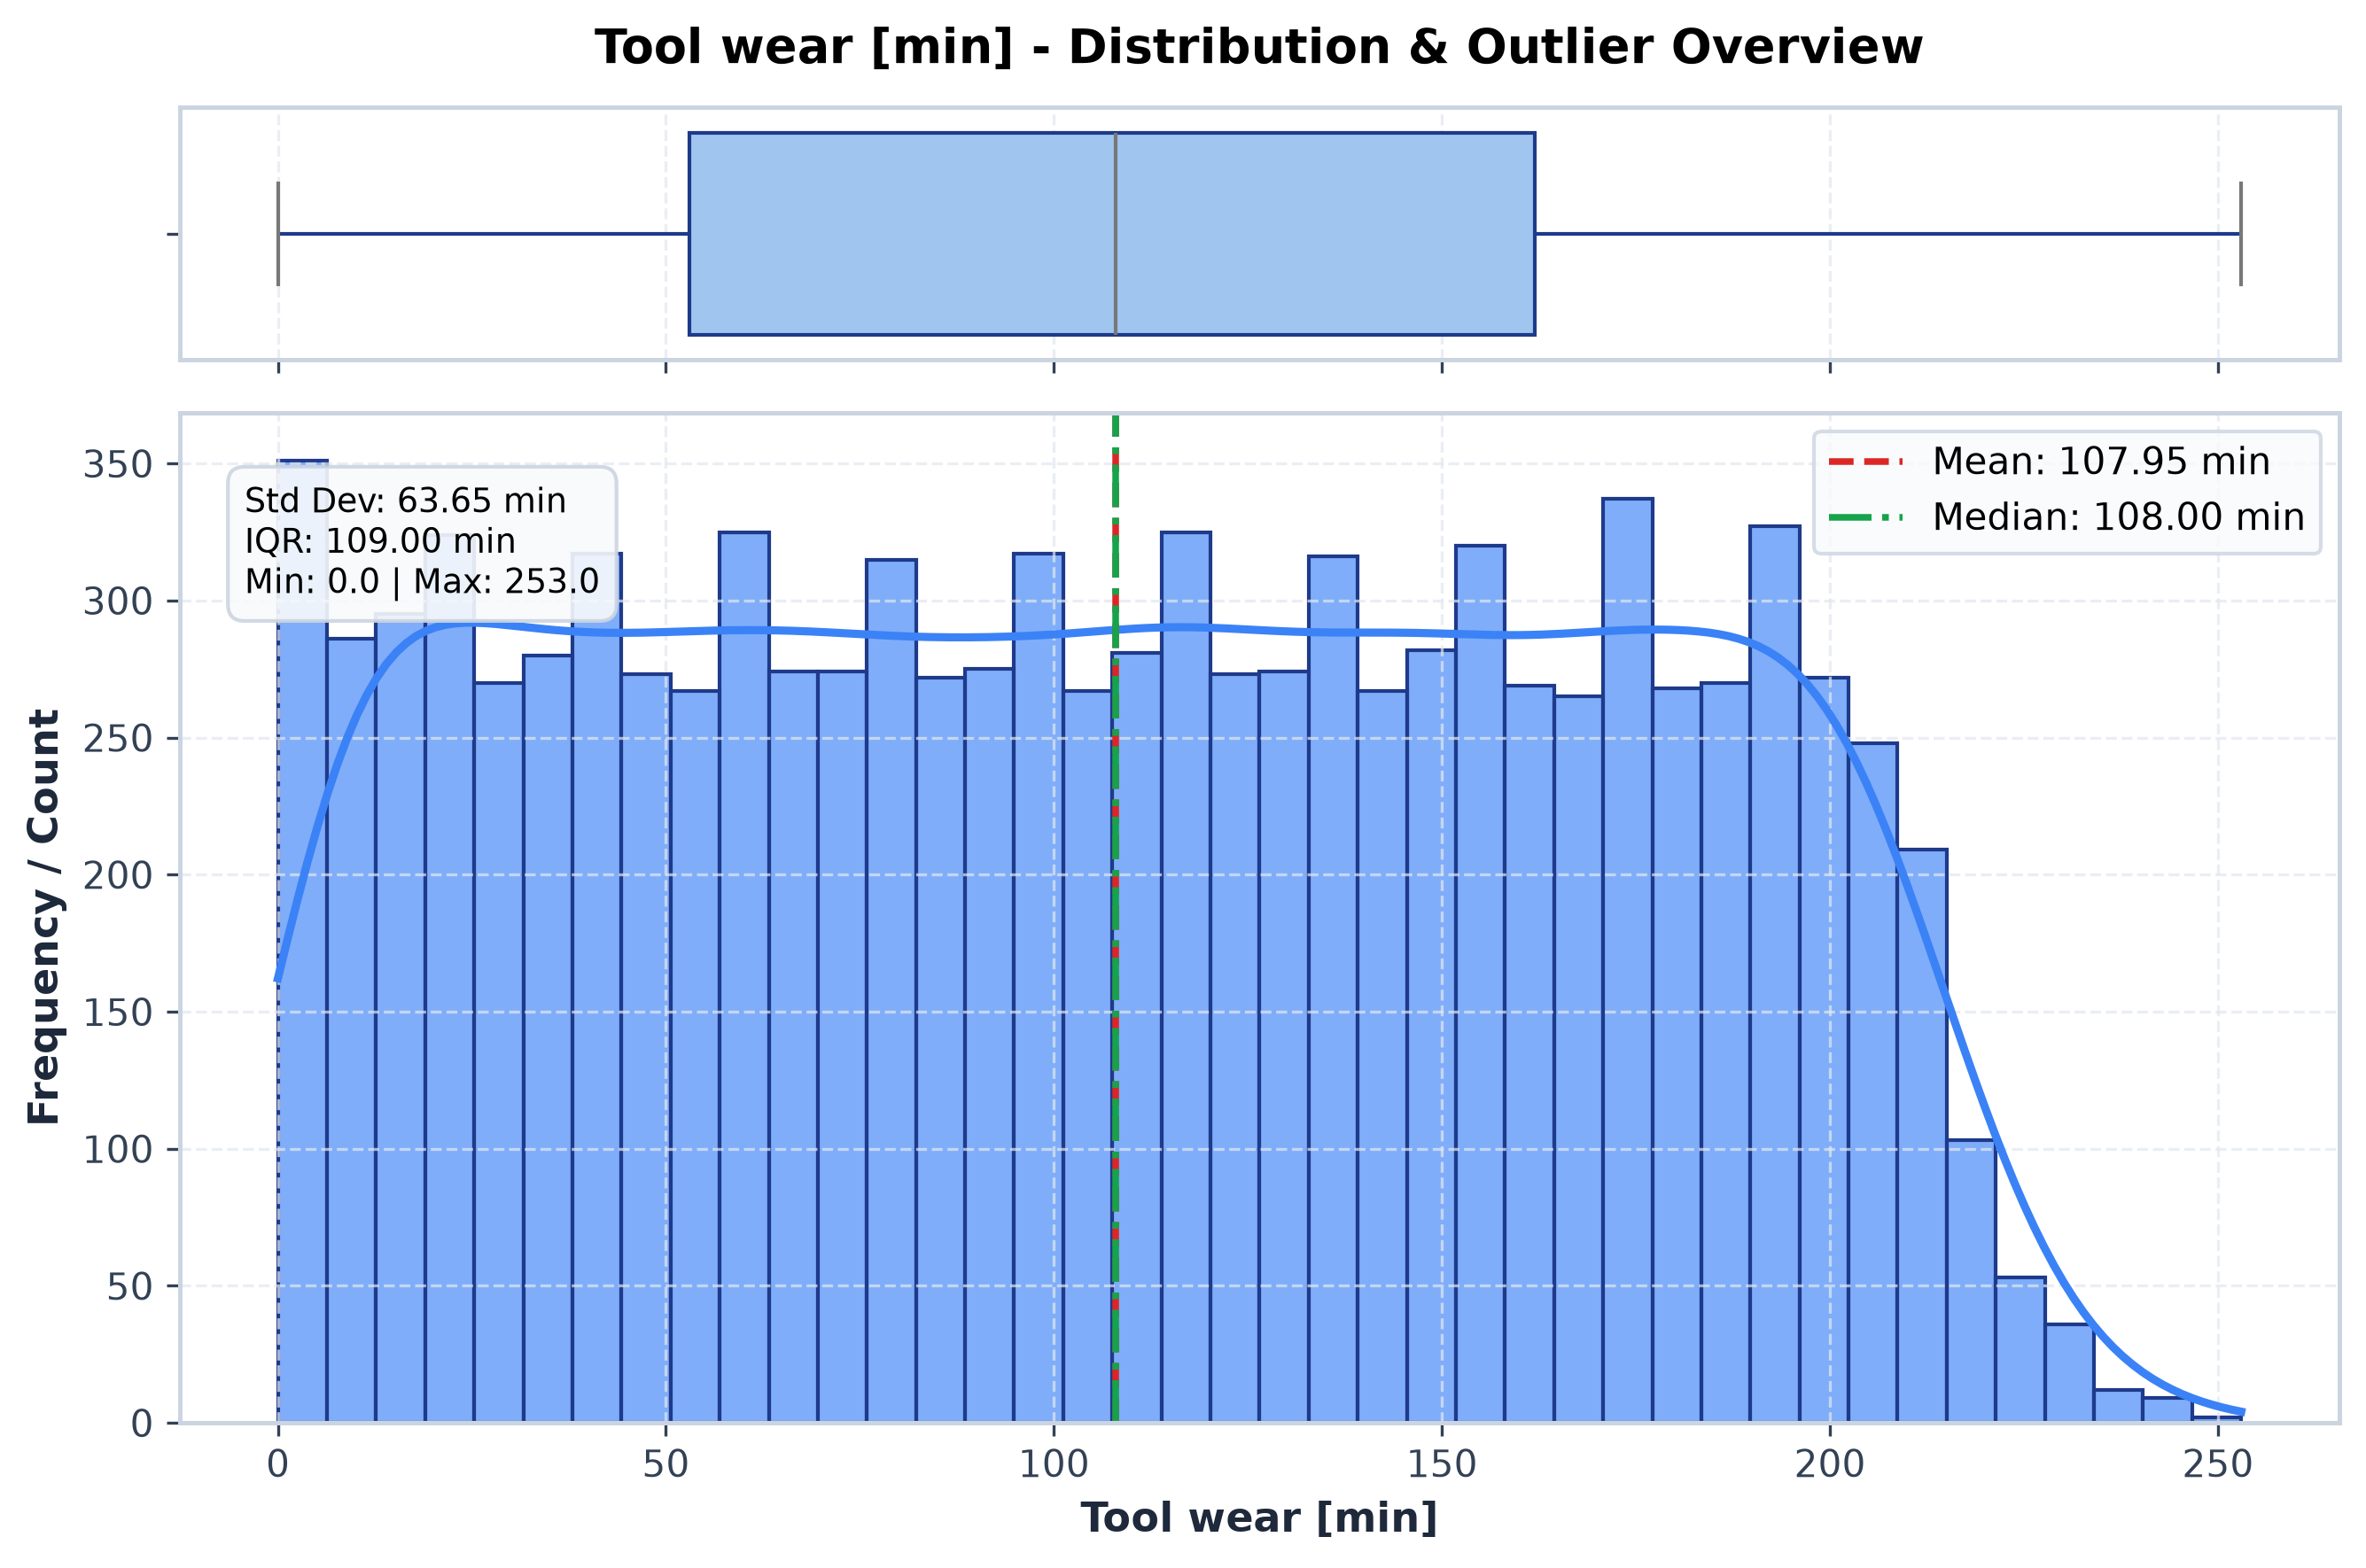 Tool wear [min] - Distribution & Outlier Overview
350
300
250
200
150
100
50
0
Frequency / Count
Std Dev: 63.65 min
IQR: 109.00 min
Min: 0.0 | Max: 253.0
Mean: 107.95 min
Median: 108.00 min
0 50 100 150 200 250
Tool wear [min]